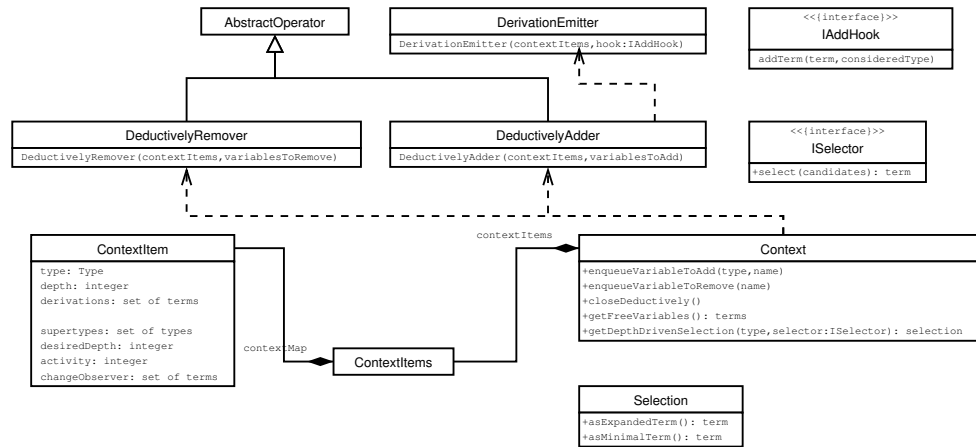 AbstractOperator
DerivationEmitter
DerivationEmitter(contextItems,hook:IAddHook)
<<{interface}>>
IAddHook
addTerm(term,consideredType)
DeductivelyRemover
DeductivelyRemover(contextItems,variablesToRemove)
DeductivelyAdder
DeductivelyAdder(contextItems,variablesToAdd)
<<{interface}>>
ISelector
+select(candidates): term
ContextItem
type: Type
depth: integer
derivations: set of terms
supertypes: set of types
desiredDepth: integer
activity: integer
changeObserver: set of terms
contextItems
contextMap
ContextItems
Context
+enqueueVariableToAdd(type,name)
+enqueueVariableToRemove(name)
+closeDeductively()
+getFreeVariables(): terms
+getDepthDrivenSelection(type,selector:ISelector): selection
Selection
+asExpandedTerm(): term
+asMinimalTerm(): term